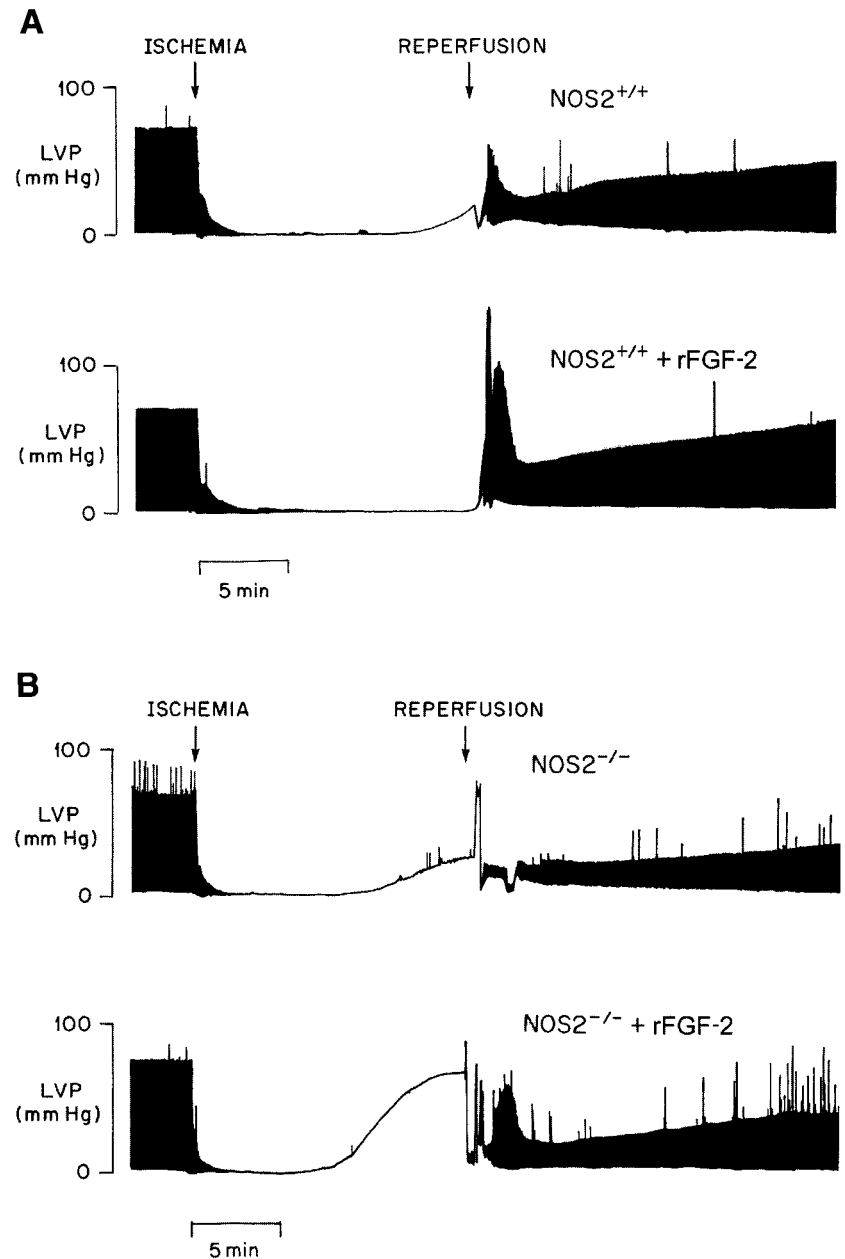 A
ISCHEMIA REPERFUSION
100
NOS2+/+
LVP
(mm Hg)
0
100
NOS2+/+ + rFGF-2
LVP
(mm Hg)
0
5 min
B
ISCHEMIA REPERFUSION
100
NOS2-/-
LVP
(mm Hg)
0
100
NOS2-/- + rFGF-2
LVP
(mm Hg)
0
5 min